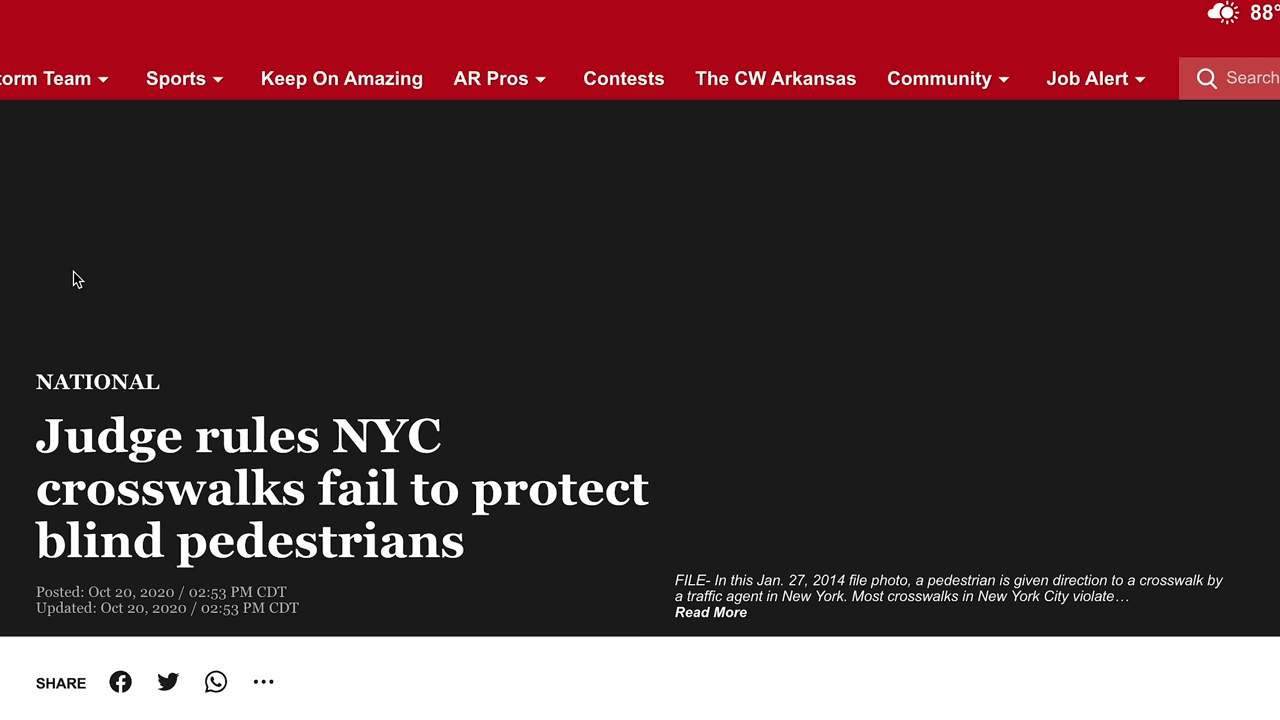 88°
torm Team
Sports
Keep On Amazing
AR Pros
Contests
The CW Arkansas
Community
Job Alert
Search
NATIONAL
Judge rules NYC
crosswalks fail to protect
blind pedestrians
Posted: Oct 20, 2020 / 02:53 PM CDT
Updated: Oct 20, 2020 / 02:53 PM CDT
FILE- In this Jan. 27, 2014 file photo, a pedestrian is given direction to a crosswalk by
a traffic agent in New York. Most crosswalks in New York City violate…
Read More
SHARE